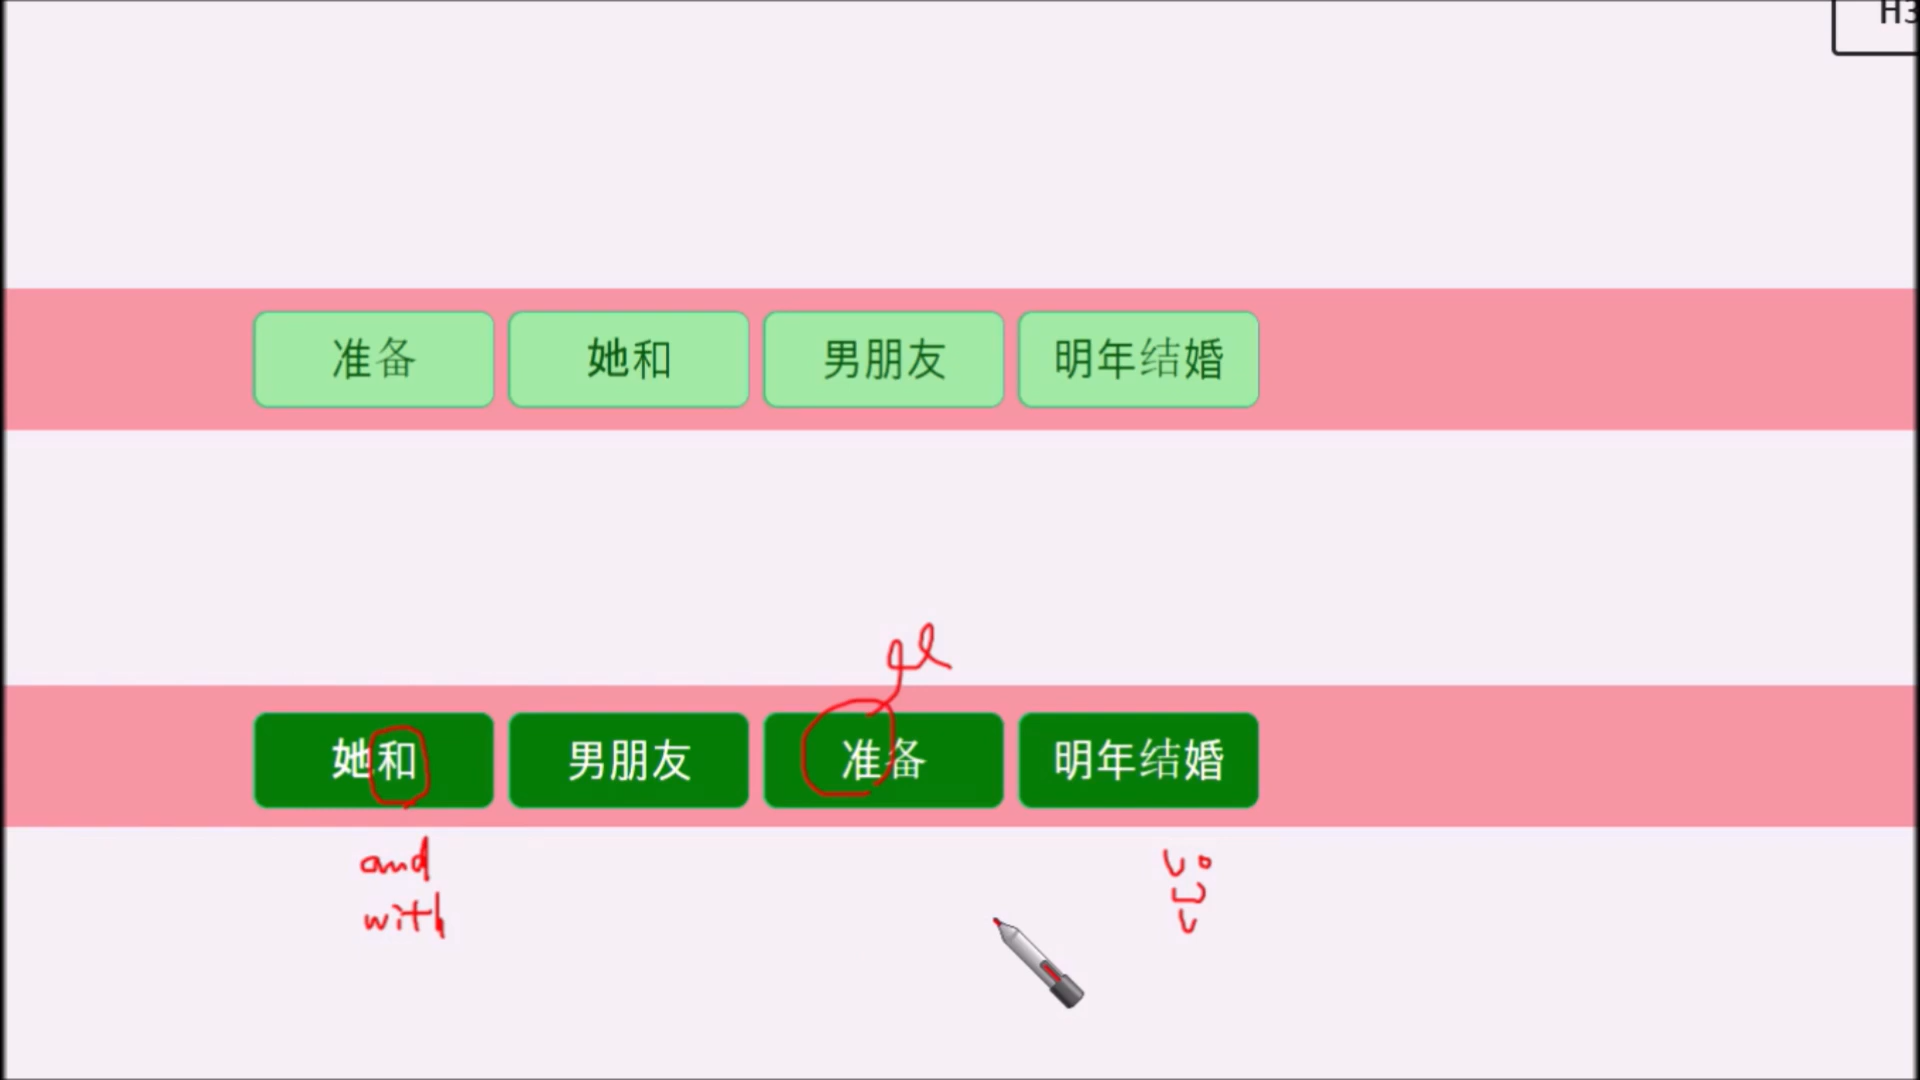 准备 她和 男朋友 明年结婚
她和 男朋友 准备 明年结婚
and
with